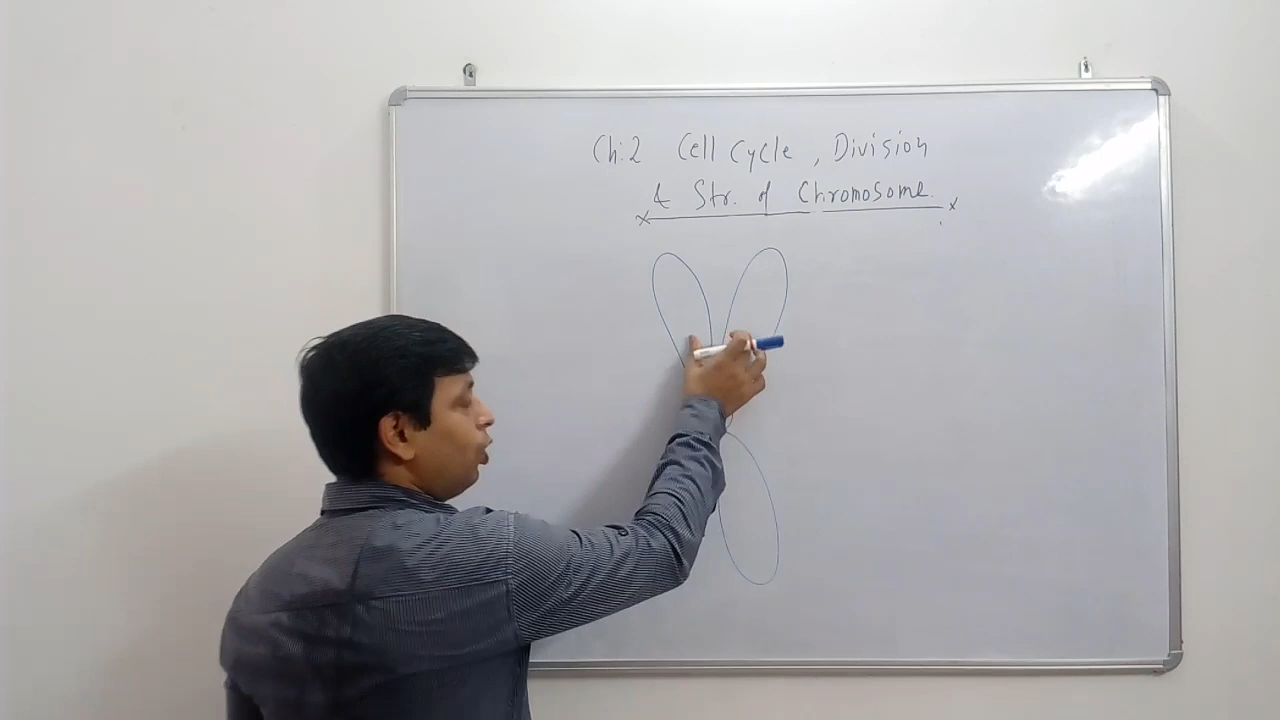 Ch:2 Cell Cycle, Division
& Str. of Chromosome.